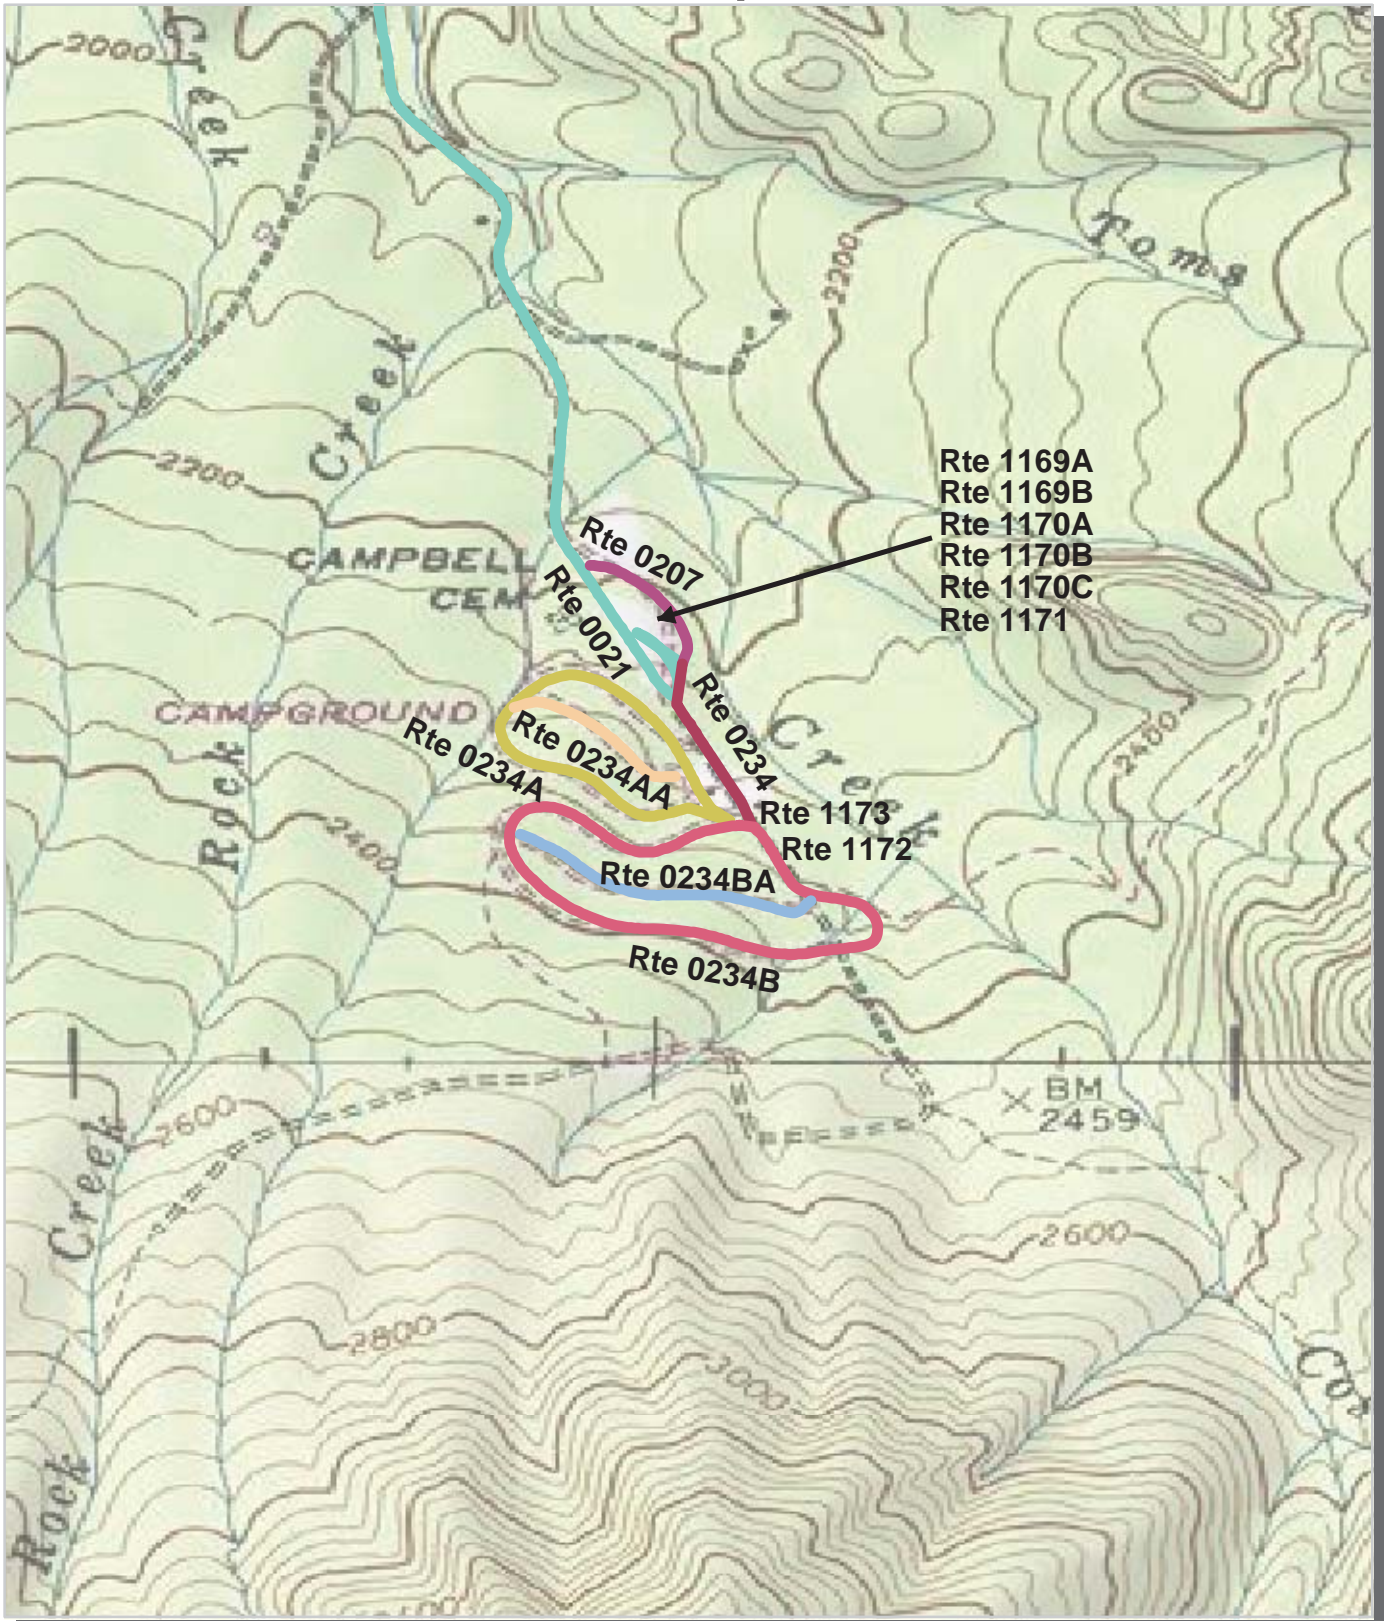 2000
Creek
Toms
2200
Creek
2200
Rte 1169A
Rte 1169B
Rte 1170A
Rte 1170B
Rte 1170C
Rte 1171
Rte 0207
CAMPBELL
CEM
Rte 0021
CAMPGROUND
Rte 0234
Creek
2480
Rte 0234A
Rte 0234AA
Rock
2400
Rte 1173
Rte 1172
Rte 0234BA
Rte 0234B
BM
2459
2600
Creek
2600
2800
3000
Rock